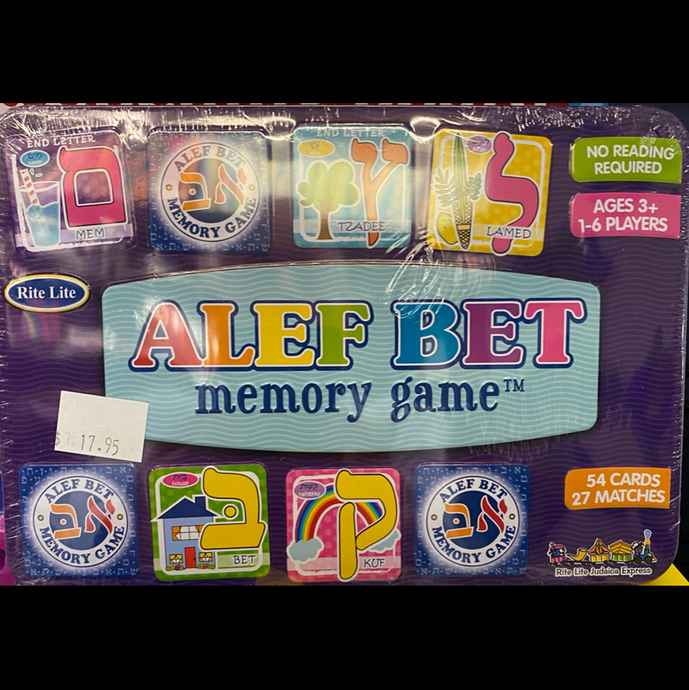 END LETTER
ם
MEM
ALEF BET
אב
MEMORY GAME
END LETTER
ץ
TZADEE
ל
LAMED
NO READING
REQUIRED
AGES 3+
1-6 PLAYERS
Rite Lite
ALEF BET
memory game™
$ 17.95
ALEF BET
אב
MEMORY GAME
house
בּ
BET
rainbow
ק
KUF
ALEF BET
אב
MEMORY GAME
54 CARDS
27 MATCHES
Rite Lite Judaica Express